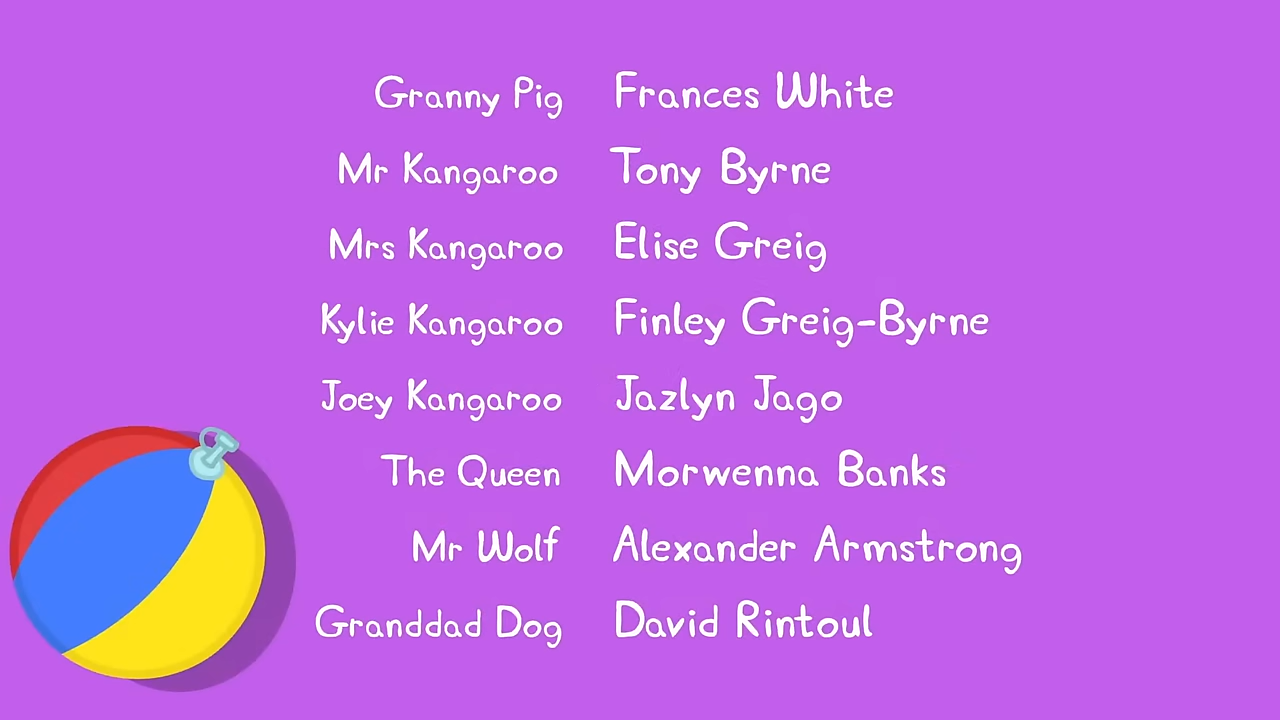 Granny Pig Frances White
Mr Kangaroo Tony Byrne
Mrs Kangaroo Elise Greig
Kylie Kangaroo Finley Greig-Byrne
Joey Kangaroo Jazlyn Jago
The Queen Morwenna Banks
Mr Wolf Alexander Armstrong
Granddad Dog David Rintoul